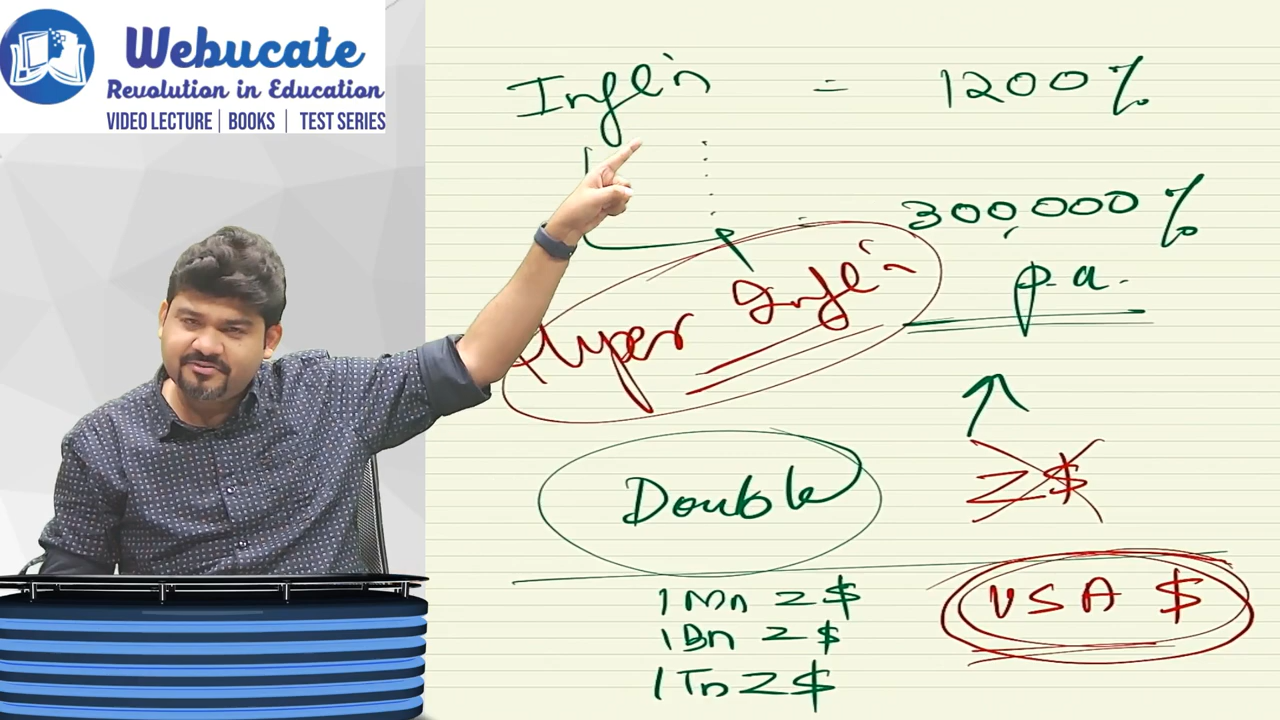 Webucate
Revolution in Education
VIDEO LECTURE | BOOKS | TEST SERIES
Infl'n = 1200%
300,000%
p.a.
Hyper Infl'n
Double
Z$
USA $
1 Mn Z$
1 Bn Z$
1 Tn Z$